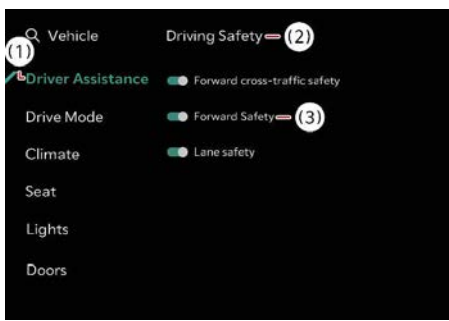 Vehicle
Driving Safety
(2)
(1)
Driver Assistance
Forward cross-traffic safety
Drive Mode
Forward Safety
(3)
Climate
Lane safety
Seat
Lights
Doors